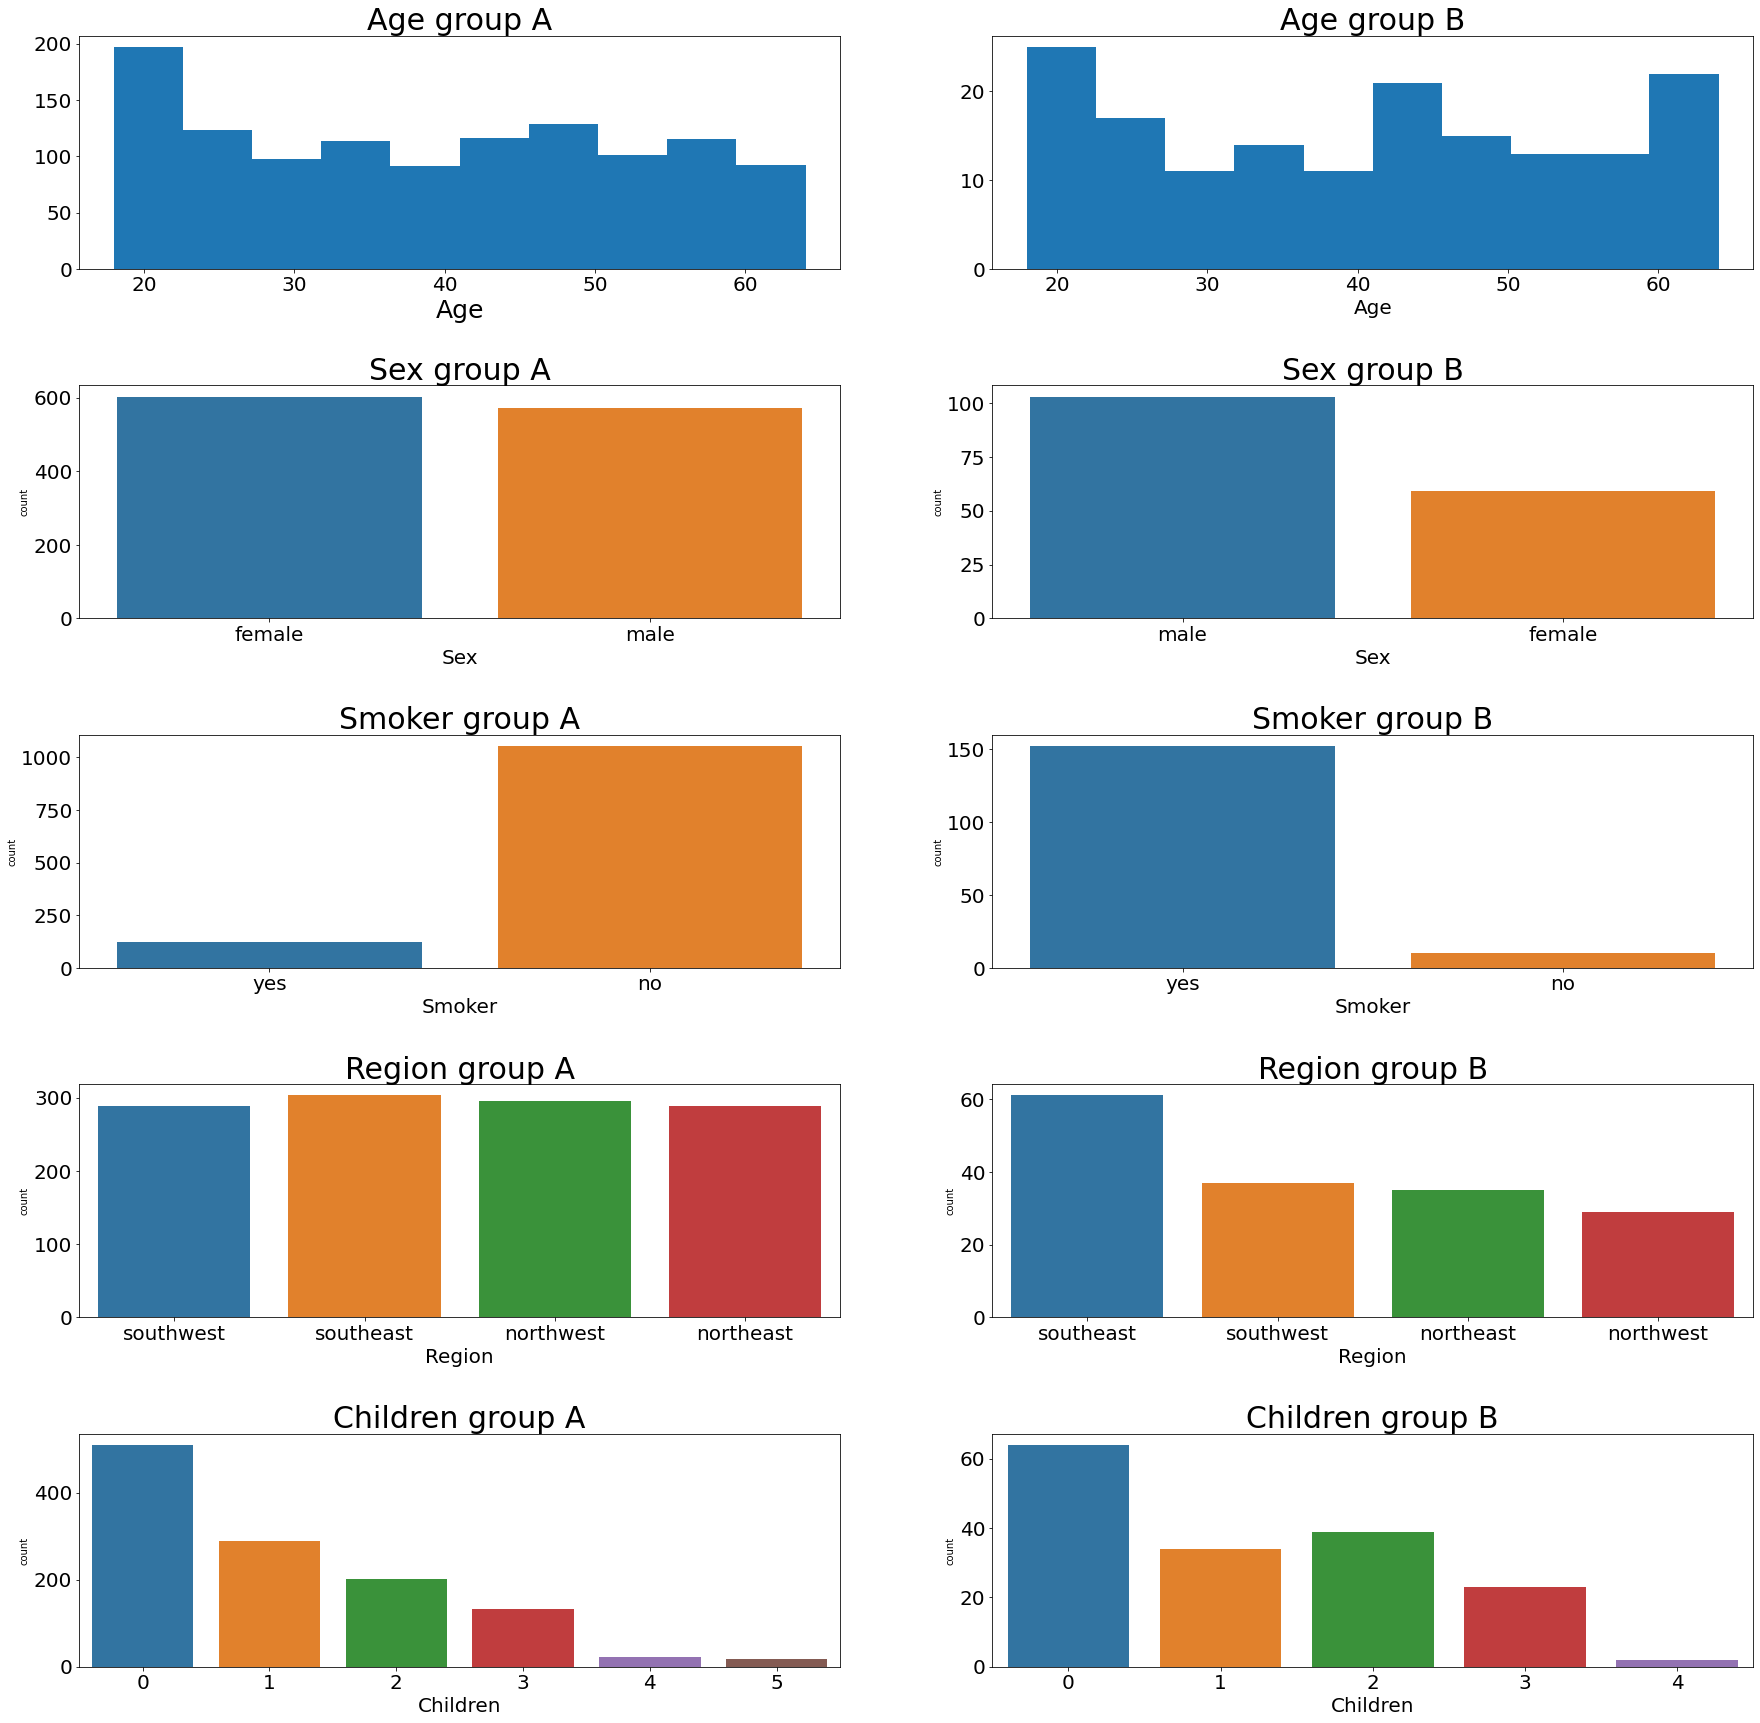 Age group A
200
150
100
50
0
20 30 40 50 60
Age
Age group B
20
10
0
20 30 40 50 60
Age
Sex group A
600
400
200
0
count
female male
Sex
Sex group B
100
75
50
25
0
count
male female
Sex
Smoker group A
1000
750
500
250
0
count
yes no
Smoker
Smoker group B
150
100
50
0
count
yes no
Smoker
Region group A
300
200
100
0
count
southwest southeast northwest northeast
Region
Region group B
60
40
20
0
count
southeast southwest northeast northwest
Region
Children group A
400
200
0
count
0 1 2 3 4 5
Children
Children group B
60
40
20
0
count
0 1 2 3 4
Children